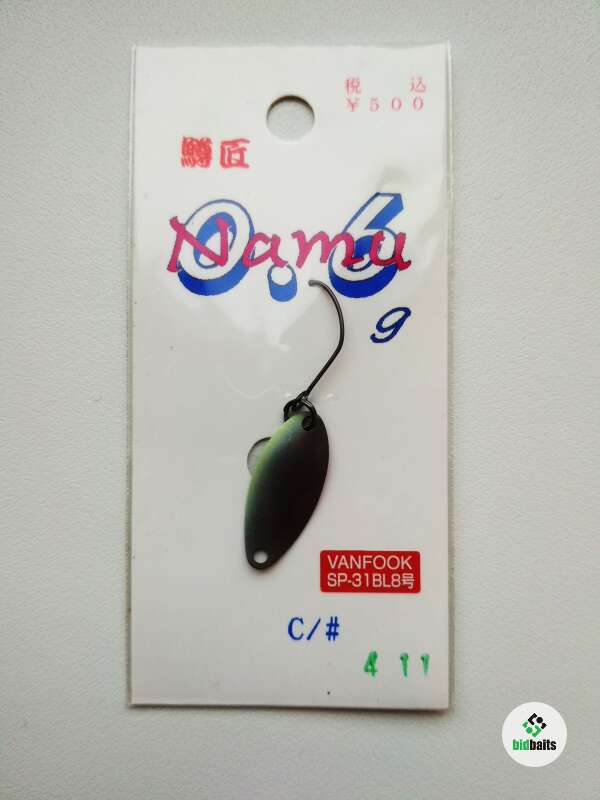 税 込
￥５００
鱒匠
Namu
0.6
g
VANFOOK
SP-31BL8号
C/#
4 11
bidbaits